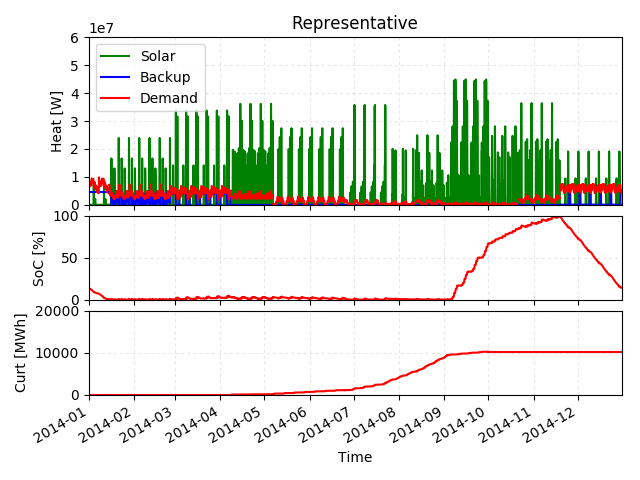 Representative
1e7
Heat [W]
6
5
4
3
2
1
0
Solar
Backup
Demand
SoC [%]
100
50
0
Curt [MWh]
20000
10000
0
2014-01
2014-02
2014-03
2014-04
2014-05
2014-06
2014-07
2014-08
2014-09
2014-10
2014-11
2014-12
Time